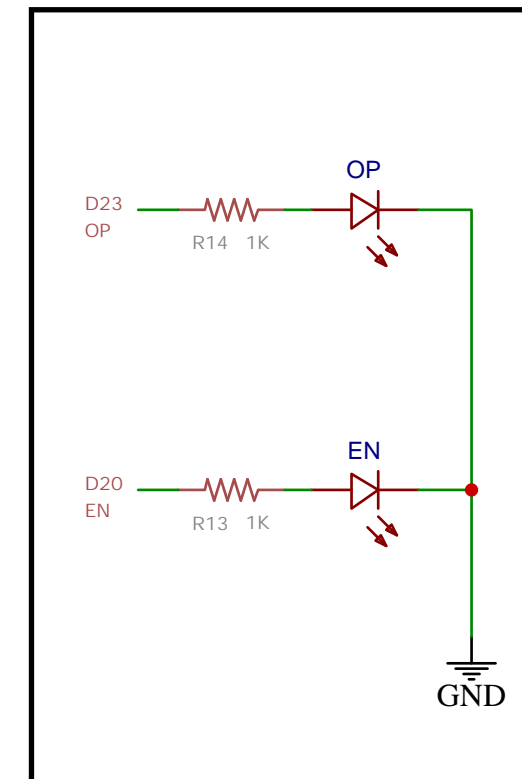 OP
D23
OP
R14 1K
EN
D20
EN
R13 1K
GND